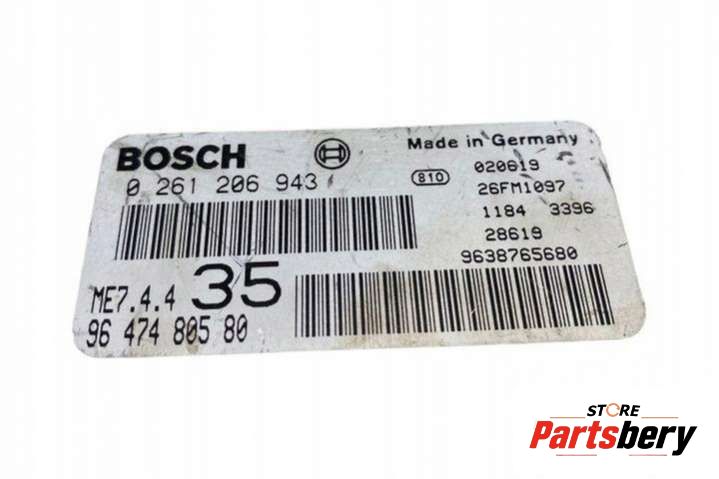 BOSCH
Made in Germany
0 261 206 943
810
020619
26FM1097
1184 3396
28619
9638765680
ME7.4.4 35
96 474 805 80
STORE
Partsbery